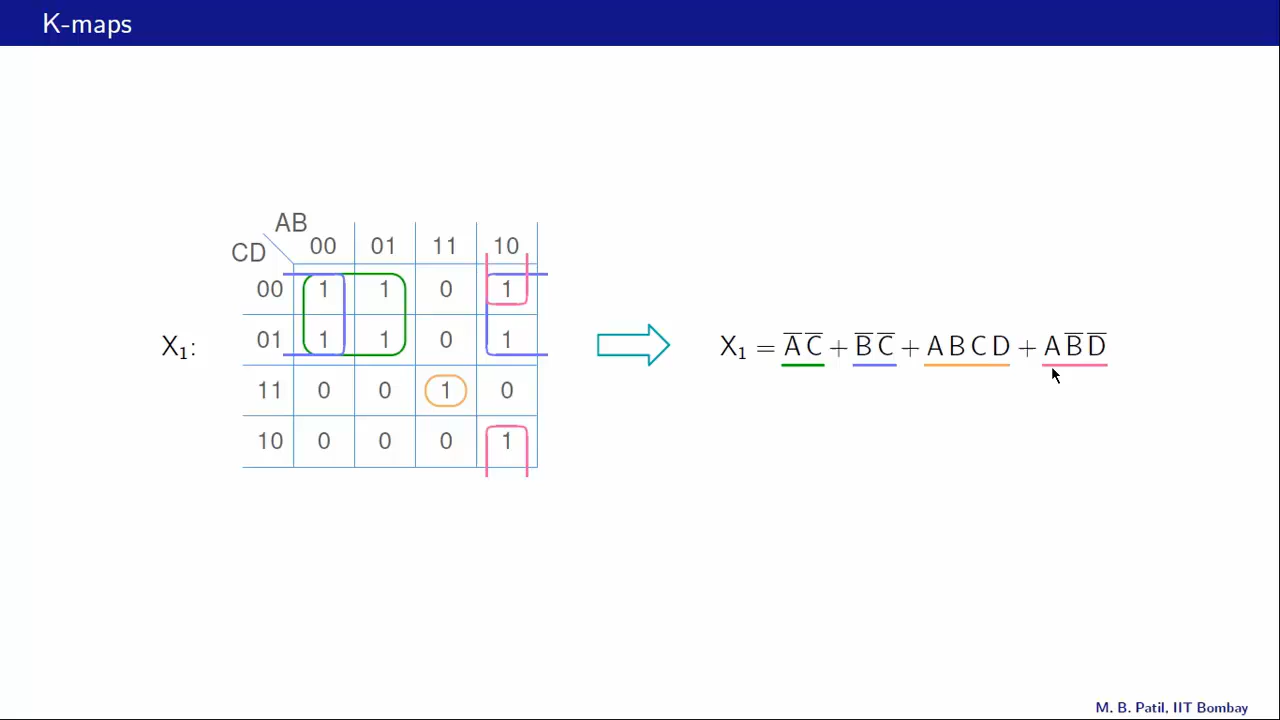 K-maps
AB
CD 00 01 11 10
00 1 1 0 1
X₁: 01 1 1 0 1 X₁ = A̅ C̅ + B̅ C̅ + A B C D + A B̅ D̅
11 0 0 1 0
10 0 0 0 1
M. B. Patil, IIT Bombay